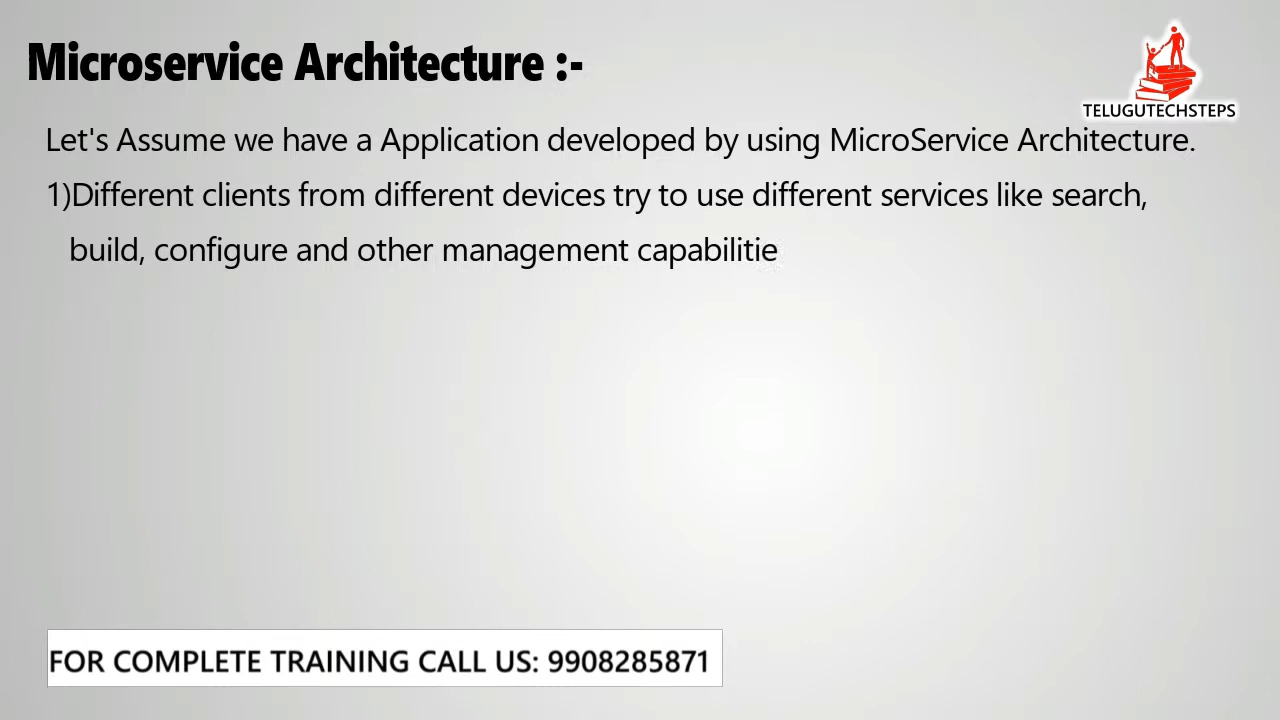 Microservice Architecture :-
TELUGUTECHSTEPS
Let's Assume we have a Application developed by using MicroService Architecture.
1)Different clients from different devices try to use different services like search,
build, configure and other management capabilitie
FOR COMPLETE TRAINING CALL US: 9908285871